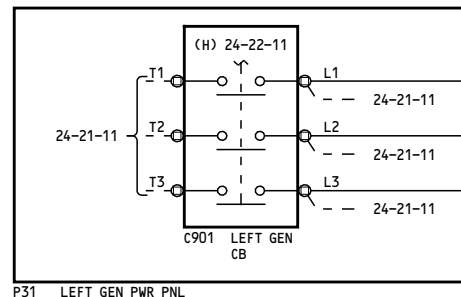 (H) 24-22-11
T1 L1
24-21-11
T2 L2
24-21-11 24-21-11
T3 L3
24-21-11
C901 LEFT GEN
CB
P31 LEFT GEN PWR PNL